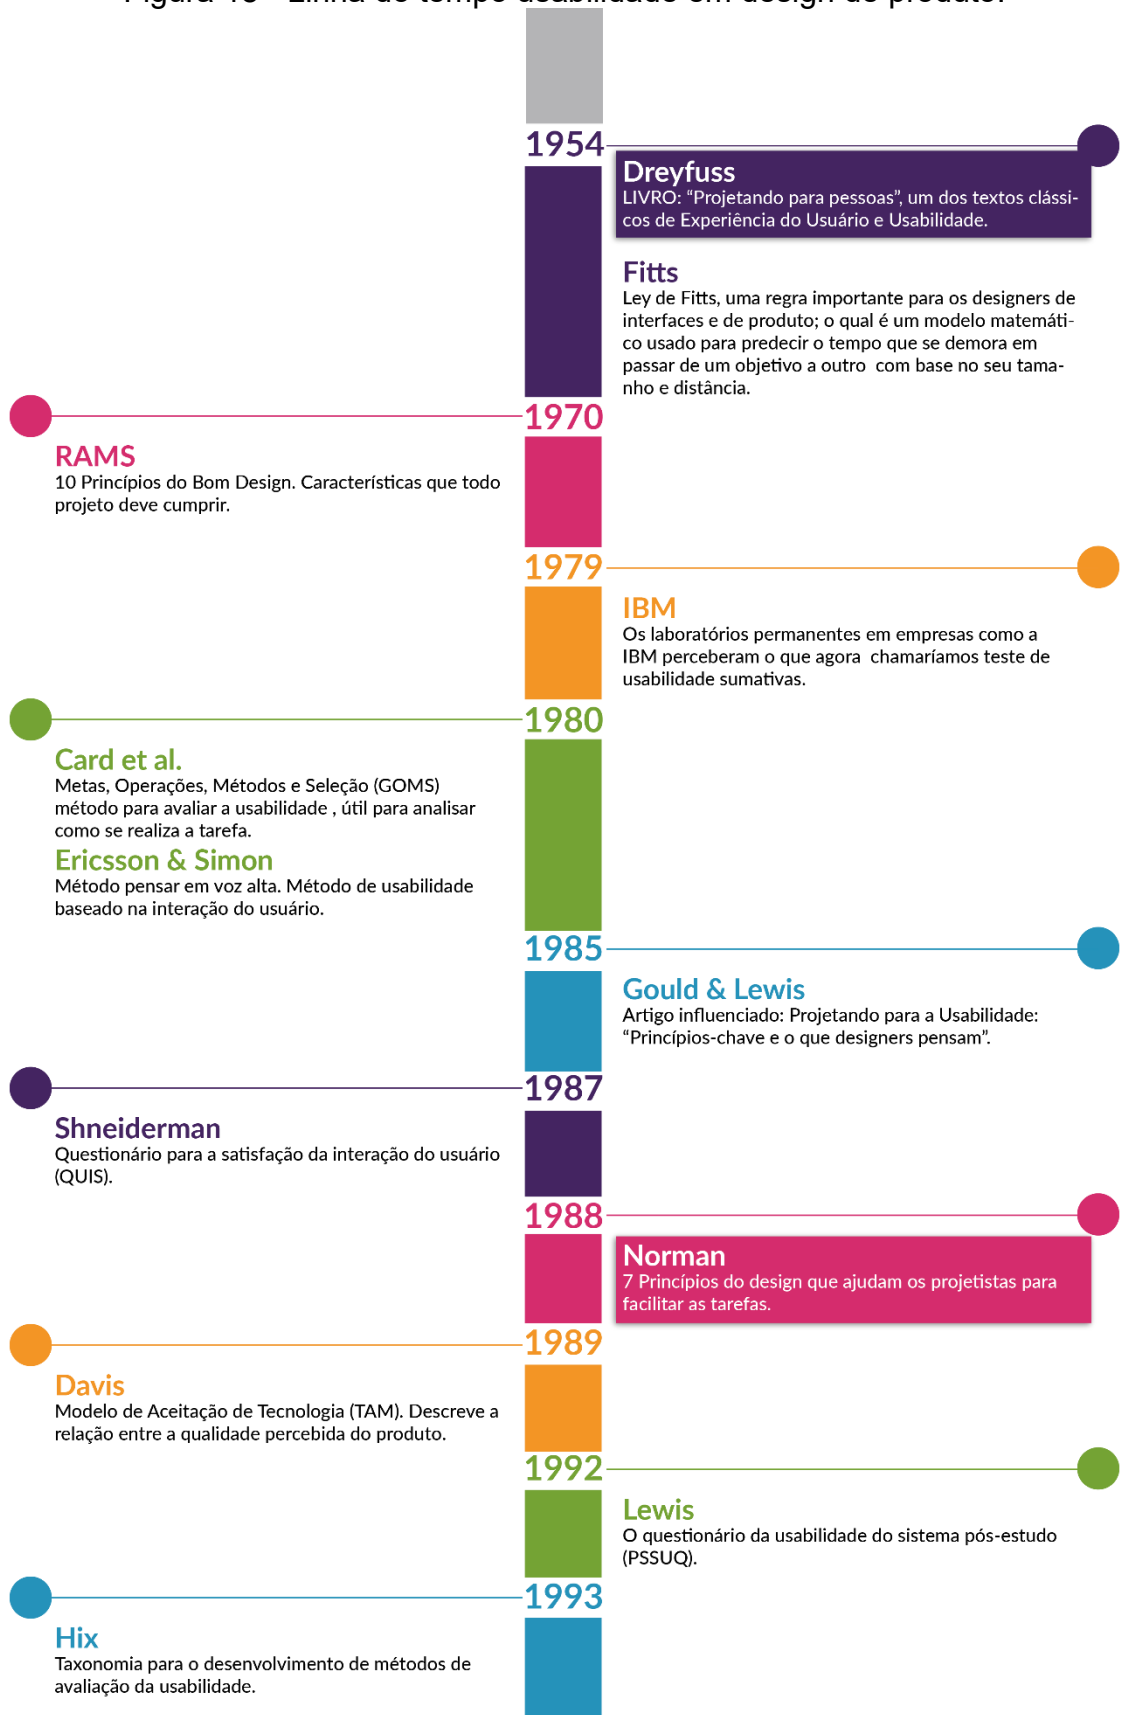 Figura 13 - Linha do tempo usabilidade em design de produto.
1954
Dreyfuss
LIVRO: “Projetando para pessoas”, um dos textos clássi-
cos de Experiência do Usuário e Usabilidade.
Fitts
Ley de Fitts, uma regra importante para os designers de
interfaces e de produto; o qual é um modelo matemáti-
co usado para predecir o tempo que se demora em
passar de um objetivo a outro com base no seu tama-
nho e distância.
1970
RAMS
10 Princípios do Bom Design. Características que todo
projeto deve cumprir.
1979
IBM
Os laboratórios permanentes em empresas como a
IBM perceberam o que agora chamaríamos teste de
usabilidade sumativas.
1980
Card et al.
Metas, Operações, Métodos e Seleção (GOMS)
método para avaliar a usabilidade , útil para analisar
como se realiza a tarefa.
Ericsson & Simon
Método pensar em voz alta. Método de usabilidade
baseado na interação do usuário.
1985
Gould & Lewis
Artigo influenciado: Projetando para a Usabilidade:
“Princípios-chave e o que designers pensam”.
1987
Shneiderman
Questionário para a satisfação da interação do usuário
(QUIS).
1988
Norman
7 Princípios do design que ajudam os projetistas para
facilitar as tarefas.
1989
Davis
Modelo de Aceitação de Tecnologia (TAM). Descreve a
relação entre a qualidade percebida do produto.
1992
Lewis
O questionário da usabilidade do sistema pós-estudo
(PSSUQ).
1993
Hix
Taxonomia para o desenvolvimento de métodos de
avaliação da usabilidade.